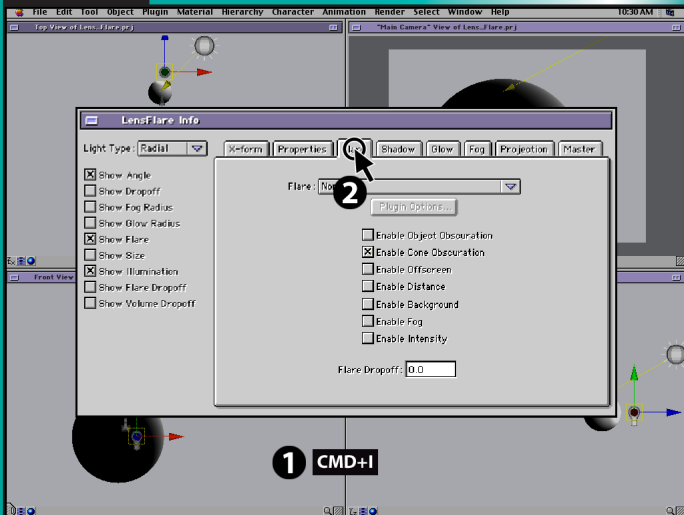 File Edit Tool Object Plugin Material Hierarchy Character Animation Render Select Window Help 10:30 AM
Top View of Lens_Flare.prj
"Main Camera" View of Lens_Flare.prj
LensFlare Info
Light Type: Radial
X-form Properties Shadow Glow Fog Projection Master
Show Angle
Show Dropoff
Show Fog Radius
Show Glow Radius
Show Flare
Show Size
Show Illumination
Show Flare Dropoff
Show Volume Dropoff
Flare:
2
Plugin Options...
Enable Object Obscuration
Enable Cone Obscuration
Enable Offscreen
Enable Distance
Enable Background
Enable Fog
Enable Intensity
Flare Dropoff: 0.0
Front View
1 CMD+I